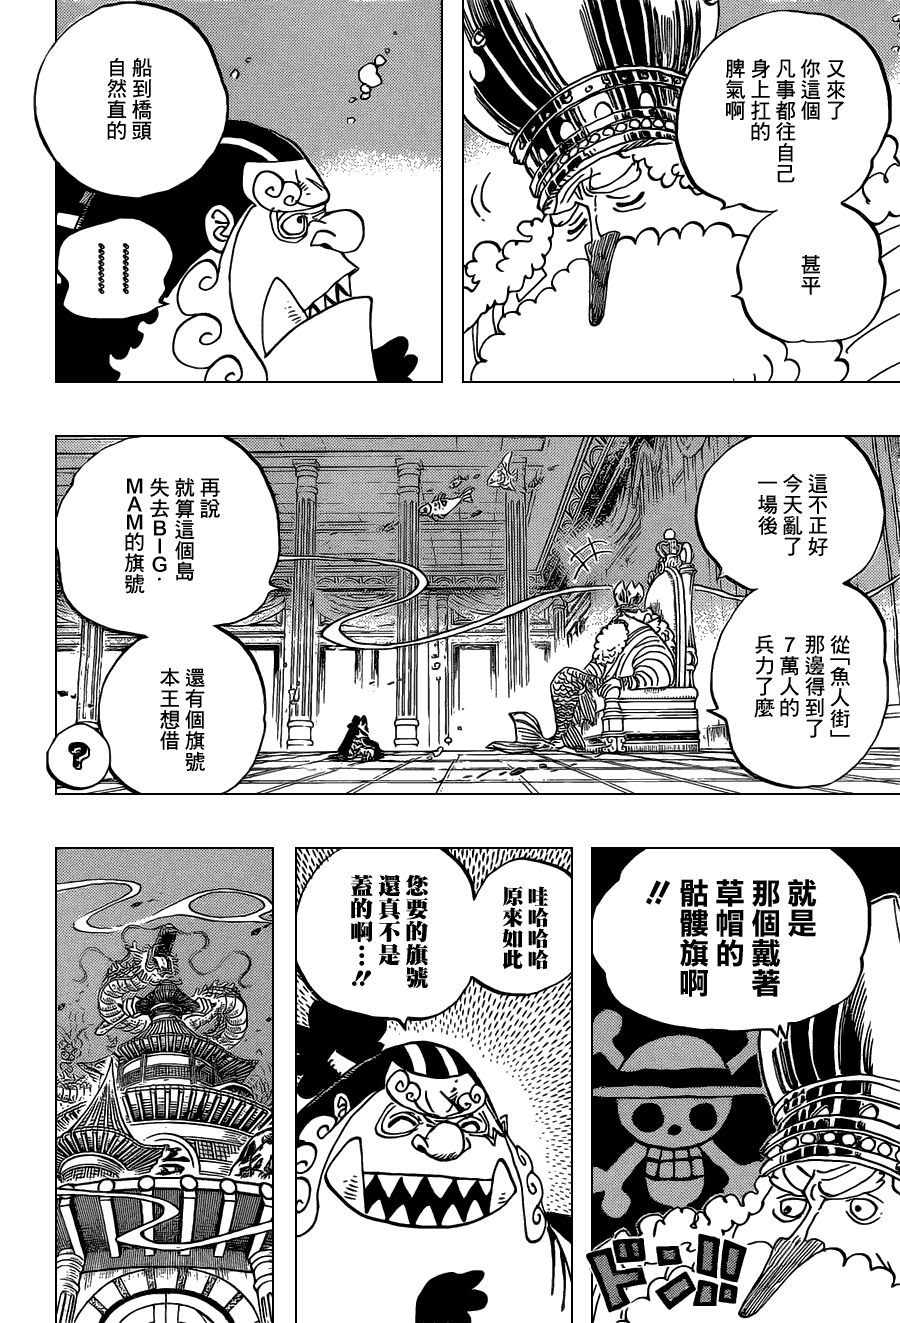 又來了
你這個
凡事都往自己
身上扛的
脾氣啊
甚平
船到橋頭
自然直的
…………
這不正好
今天亂了
一場後
從「魚人街」
那邊得到了
7萬人的
兵力了麼
再說
就算這個島
失去BIG·
MAM的旗號
還有個旗號
本王想借
?
就是
那個戴著
草帽的
骷髏旗啊
!!
ドーン!!
哇哈哈哈
原來如此
您要的旗號
還真不是
蓋的啊…!!